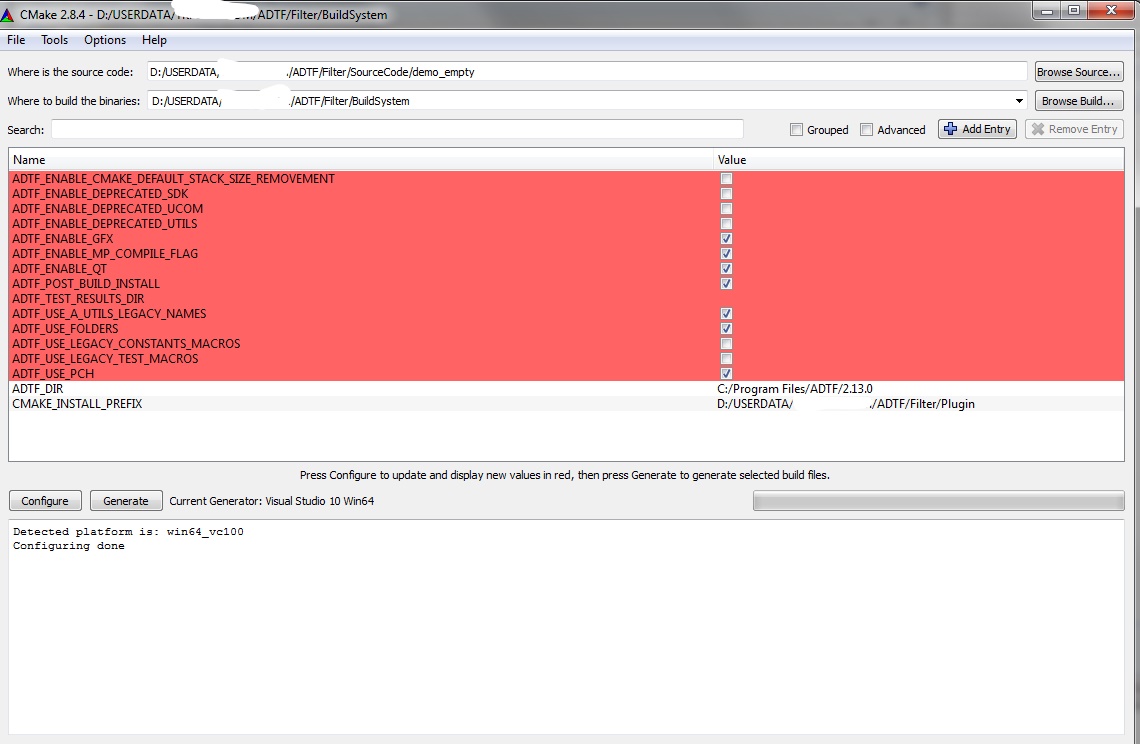 CMake 2.8.4 - D:/USERDATA/ ADTF/Filter/BuildSystem
File Tools Options Help
Where is the source code: D:/USERDATA, ./ADTF/Filter/SourceCode/demo_empty Browse Source...
Where to build the binaries: D:/USERDATA/ ./ADTF/Filter/BuildSystem Browse Build...
Search: Grouped Advanced Add Entry Remove Entry
Name Value
ADTF_ENABLE_CMAKE_DEFAULT_STACK_SIZE_REMOVEMENT
ADTF_ENABLE_DEPRECATED_SDK
ADTF_ENABLE_DEPRECATED_UCOM
ADTF_ENABLE_DEPRECATED_UTILS
ADTF_ENABLE_GFX
ADTF_ENABLE_MP_COMPILE_FLAG
ADTF_ENABLE_QT
ADTF_POST_BUILD_INSTALL
ADTF_TEST_RESULTS_DIR
ADTF_USE_A_UTILS_LEGACY_NAMES
ADTF_USE_FOLDERS
ADTF_USE_LEGACY_CONSTANTS_MACROS
ADTF_USE_LEGACY_TEST_MACROS
ADTF_USE_PCH
ADTF_DIR C:/Program Files/ADTF/2.13.0
CMAKE_INSTALL_PREFIX D:/USERDATA/ ./ADTF/Filter/Plugin
Press Configure to update and display new values in red, then press Generate to generate selected build files.
Configure Generate Current Generator: Visual Studio 10 Win64
Detected platform is: win64_vc100
Configuring done